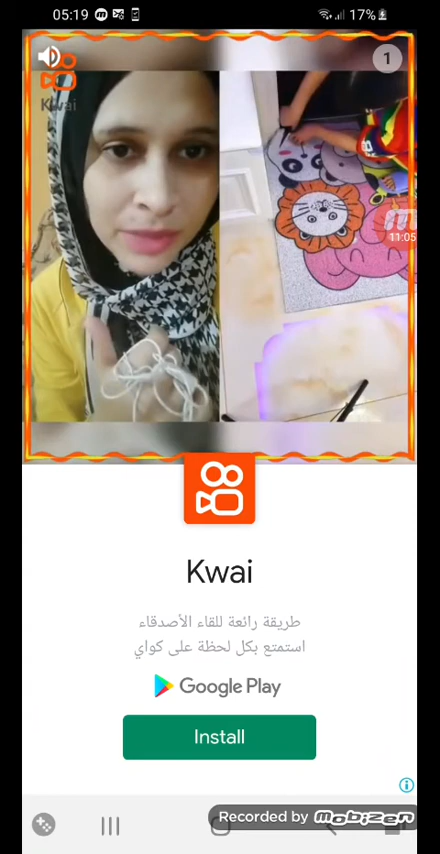 05:19
17%
1
Kwai
11:05
Kwai
طريقة رائعة للقاء الأصدقاء
استمتع بكل لحظة على كواي
Google Play
Install
Recorded by Mobizen